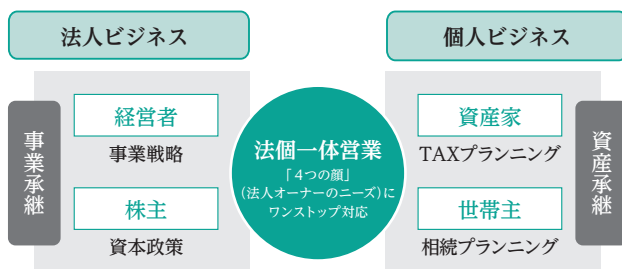 法人ビジネス
個人ビジネス
事業承継
経営者
事業戦略
株主
資本政策
法個一体営業
「4つの顔」
(法人オーナーのニーズ)に
ワンストップ対応
資産家
TAXプランニング
世帯主
相続プランニング
資産承継